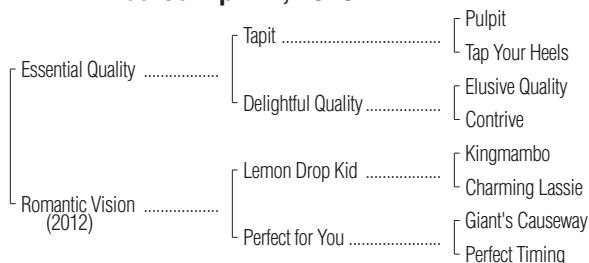 Tapit
Pulpit
Tap Your Heels
Essential Quality
Delightful Quality
Elusive Quality
Contrive
Romantic Vision
(2012)
Lemon Drop Kid
Kingmambo
Charming Lassie
Perfect for You
Giant's Causeway
Perfect Timing